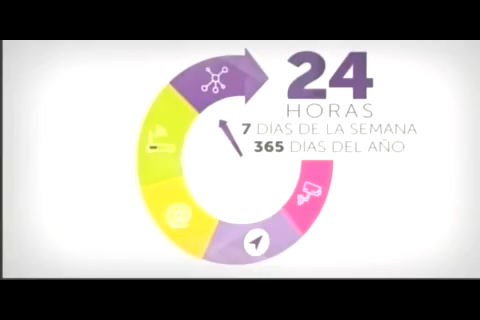 24
HORAS
7 DÍAS DE LA SEMANA
365 DÍAS DEL AÑO